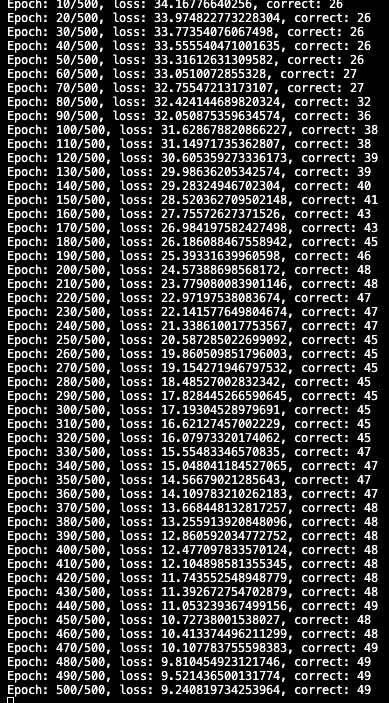 Epoch: 10/500, loss: 34.16776640256, correct: 26
Epoch: 20/500, loss: 33.974822773228304, correct: 26
Epoch: 30/500, loss: 33.77354076067498, correct: 26
Epoch: 40/500, loss: 33.555540471001635, correct: 26
Epoch: 50/500, loss: 33.31612631309582, correct: 26
Epoch: 60/500, loss: 33.0510072855328, correct: 27
Epoch: 70/500, loss: 32.75547213173107, correct: 27
Epoch: 80/500, loss: 32.424144689820324, correct: 32
Epoch: 90/500, loss: 32.050875359634574, correct: 36
Epoch: 100/500, loss: 31.628678820866227, correct: 38
Epoch: 110/500, loss: 31.14971735362807, correct: 38
Epoch: 120/500, loss: 30.605359273336173, correct: 39
Epoch: 130/500, loss: 29.98636205342574, correct: 39
Epoch: 140/500, loss: 29.28324946702304, correct: 40
Epoch: 150/500, loss: 28.520362709502148, correct: 41
Epoch: 160/500, loss: 27.75572627371526, correct: 43
Epoch: 170/500, loss: 26.984197582427498, correct: 43
Epoch: 180/500, loss: 26.186088467558942, correct: 45
Epoch: 190/500, loss: 25.39331639960598, correct: 46
Epoch: 200/500, loss: 24.57388698568172, correct: 48
Epoch: 210/500, loss: 23.779080083901146, correct: 48
Epoch: 220/500, loss: 22.97197538083674, correct: 47
Epoch: 230/500, loss: 22.141577649804674, correct: 47
Epoch: 240/500, loss: 21.338610017753567, correct: 47
Epoch: 250/500, loss: 20.587285022699092, correct: 45
Epoch: 260/500, loss: 19.860509851796003, correct: 45
Epoch: 270/500, loss: 19.154271946797532, correct: 45
Epoch: 280/500, loss: 18.48527002832342, correct: 45
Epoch: 290/500, loss: 17.828445266590645, correct: 45
Epoch: 300/500, loss: 17.19304528979691, correct: 45
Epoch: 310/500, loss: 16.62127457002229, correct: 45
Epoch: 320/500, loss: 16.07973320174062, correct: 45
Epoch: 330/500, loss: 15.55483346570835, correct: 47
Epoch: 340/500, loss: 15.048041184527065, correct: 47
Epoch: 350/500, loss: 14.56679021285643, correct: 47
Epoch: 360/500, loss: 14.109783210262183, correct: 47
Epoch: 370/500, loss: 13.668448132817257, correct: 48
Epoch: 380/500, loss: 13.255913920848096, correct: 48
Epoch: 390/500, loss: 12.860592034772752, correct: 48
Epoch: 400/500, loss: 12.477097833570124, correct: 48
Epoch: 410/500, loss: 12.104898581355345, correct: 48
Epoch: 420/500, loss: 11.743552548948779, correct: 48
Epoch: 430/500, loss: 11.392672754702879, correct: 48
Epoch: 440/500, loss: 11.053239367499156, correct: 49
Epoch: 450/500, loss: 10.72738001538027, correct: 48
Epoch: 460/500, loss: 10.413374496211299, correct: 48
Epoch: 470/500, loss: 10.107783755598383, correct: 49
Epoch: 480/500, loss: 9.810454923121746, correct: 49
Epoch: 490/500, loss: 9.521436500131774, correct: 49
Epoch: 500/500, loss: 9.240819734253964, correct: 49